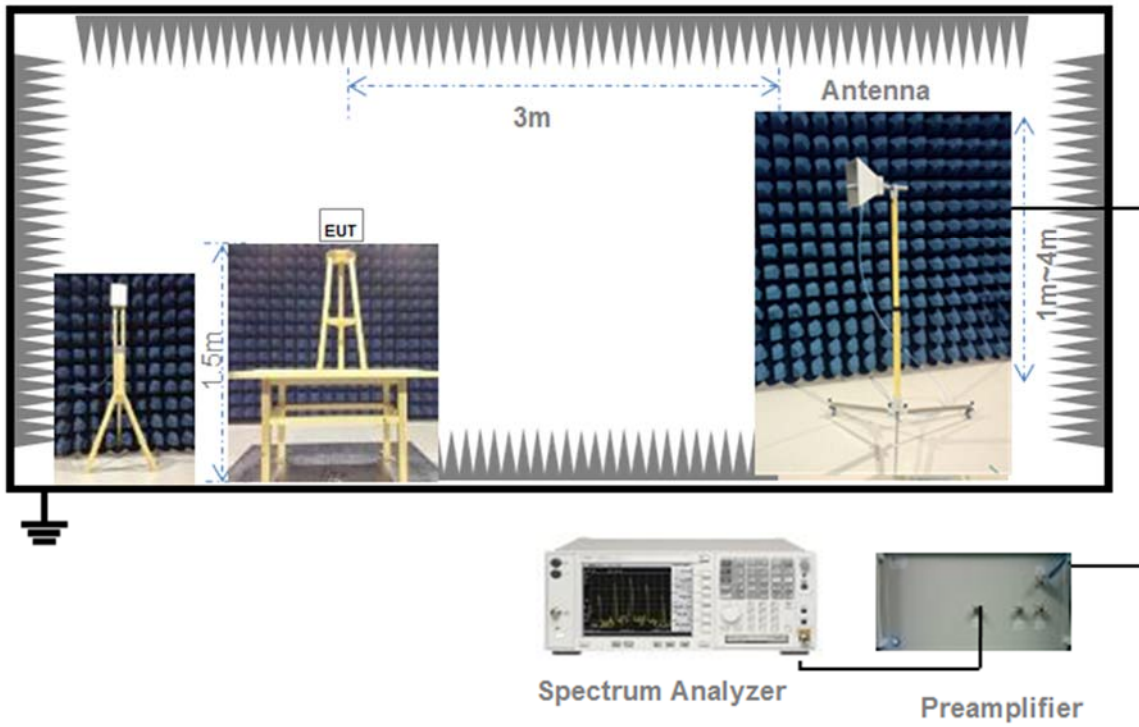 Antenna
3m
EUT
1.5m
1m~4m
Spectrum Analyzer
Preamplifier